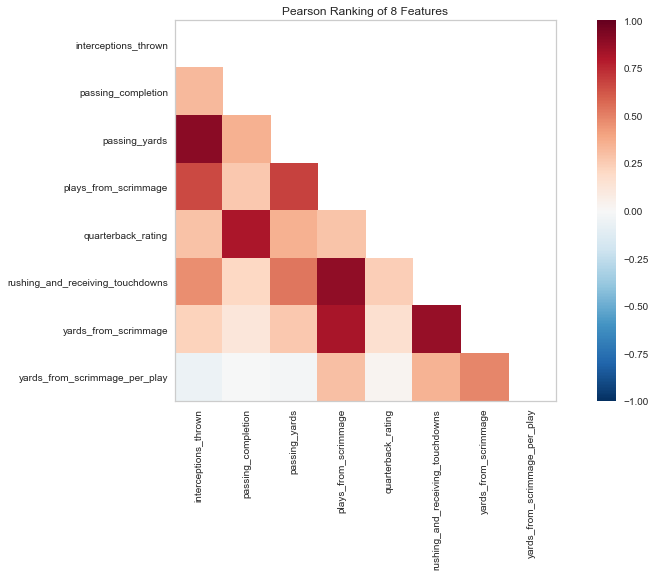 Pearson Ranking of 8 Features
interceptions_thrown
passing_completion
passing_yards
plays_from_scrimmage
quarterback_rating
rushing_and_receiving_touchdowns
yards_from_scrimmage
yards_from_scrimmage_per_play
interceptions_thrown
passing_completion
passing_yards
plays_from_scrimmage
quarterback_rating
rushing_and_receiving_touchdowns
yards_from_scrimmage
yards_from_scrimmage_per_play
1.00
0.75
0.50
0.25
0.00
−0.25
−0.50
−0.75
−1.00